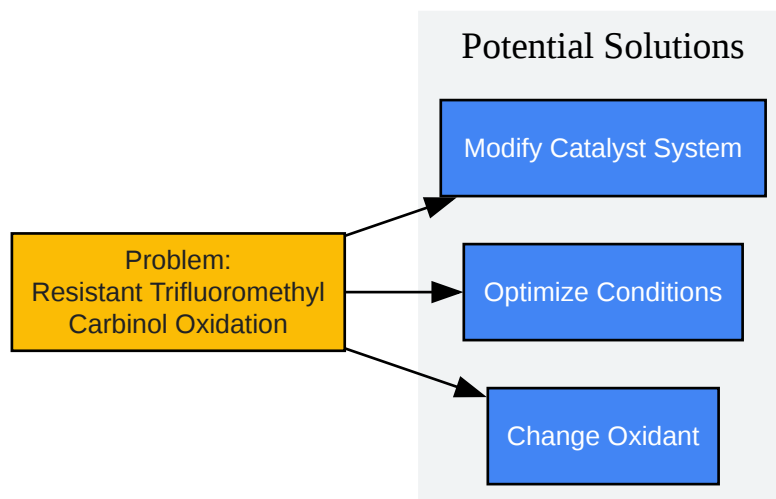 Potential Solutions
Modify Catalyst System
Problem:
Resistant Trifluoromethyl
Carbinol Oxidation
Optimize Conditions
Change Oxidant